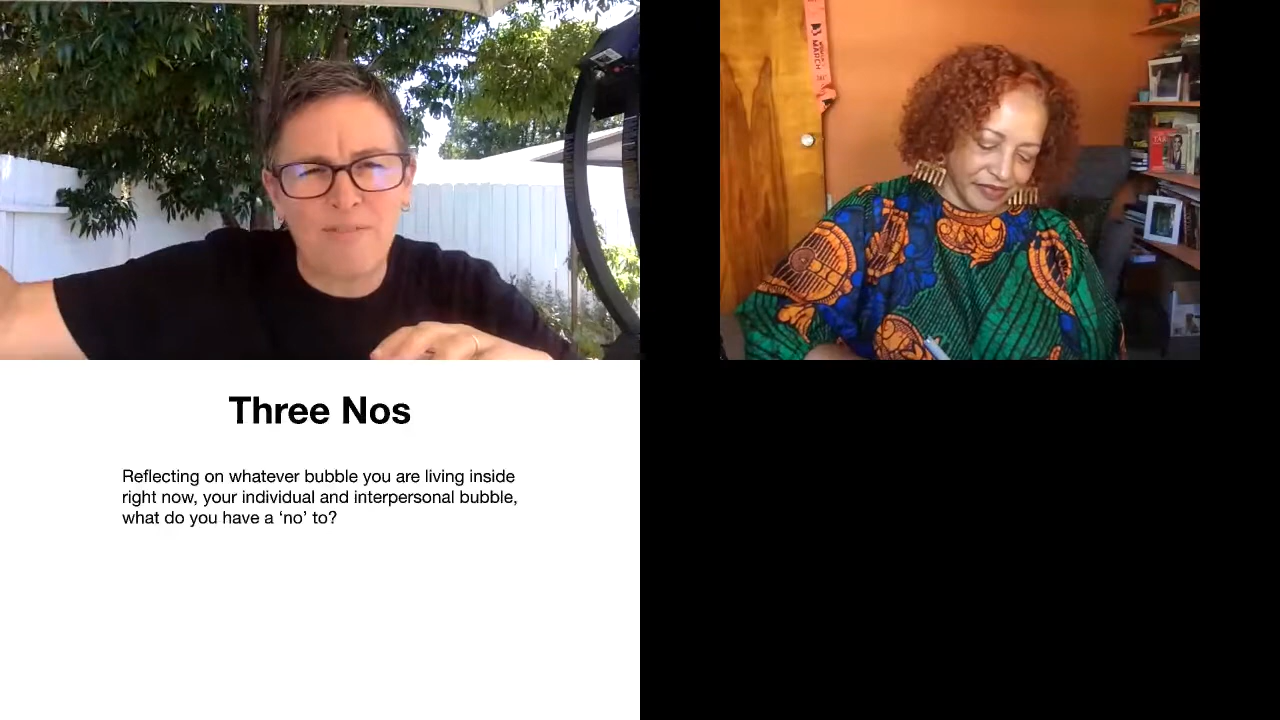 MARCH
Three Nos
Reflecting on whatever bubble you are living inside
right now, your individual and interpersonal bubble,
what do you have a ‘no’ to?